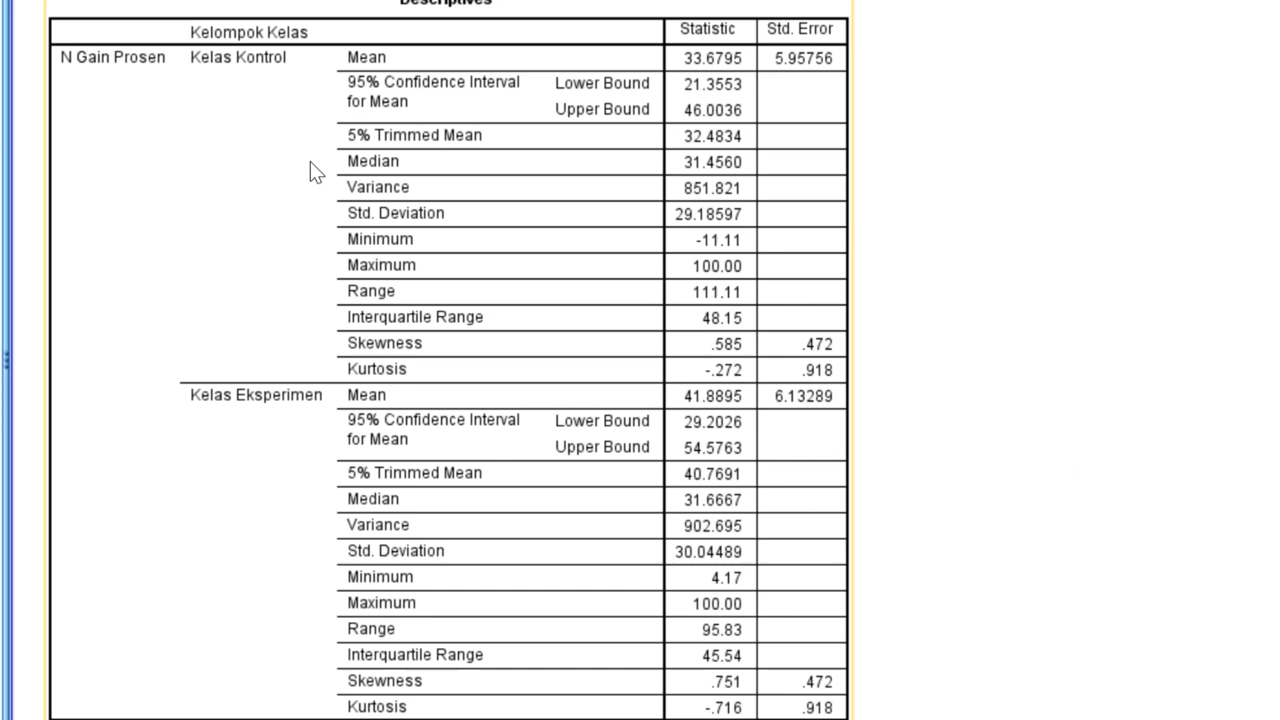 Descriptives
Kelompok Kelas Statistic Std. Error
N Gain Prosen Kelas Kontrol Mean 33.6795 5.95756
95% Confidence Interval for Mean Lower Bound 21.3553
Upper Bound 46.0036
5% Trimmed Mean 32.4834
Median 31.4560
Variance 851.821
Std. Deviation 29.18597
Minimum -11.11
Maximum 100.00
Range 111.11
Interquartile Range 48.15
Skewness .585 .472
Kurtosis -.272 .918
Kelas Eksperimen Mean 41.8895 6.13289
95% Confidence Interval for Mean Lower Bound 29.2026
Upper Bound 54.5763
5% Trimmed Mean 40.7691
Median 31.6667
Variance 902.695
Std. Deviation 30.04489
Minimum 4.17
Maximum 100.00
Range 95.83
Interquartile Range 45.54
Skewness .751 .472
Kurtosis -.716 .918